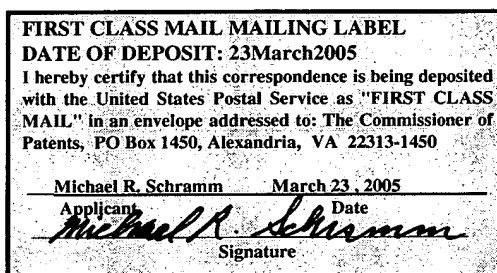 FIRST CLASS MAIL MAILING LABEL
DATE OF DEPOSIT: 23March2005
I hereby certify that this correspondence is being deposited
with the United States Postal Service as "FIRST CLASS
MAIL" in an envelope addressed to: The Commissioner of
Patents, PO Box 1450, Alexandria, VA 22313-1450
Michael R. Schramm March 23, 2005
Applicant Date
Michael R. Schramm
Signature